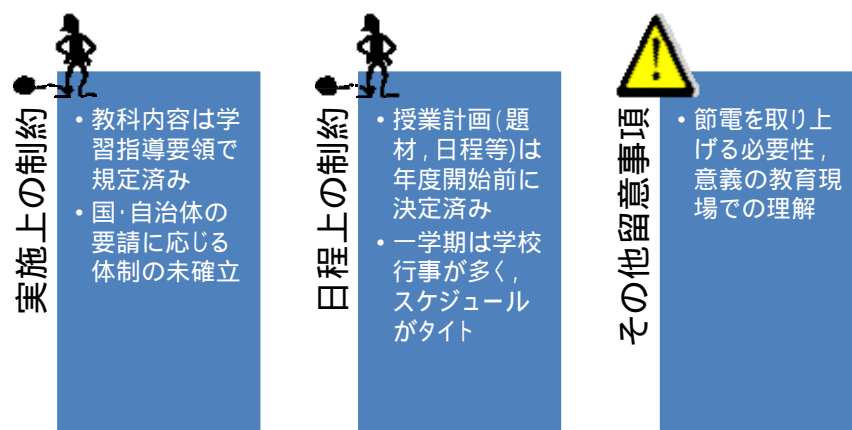 実施上の制約
• 教科内容は学
習指導要領で
規定済み
• 国・自治体の
要請に応じる
体制の未確立
日程上の制約
• 授業計画(題
材,日程等)は
年度開始前に
決定済み
• 一学期は学校
行事が多く,
スケジュール
がタイト
その他留意事項
• 節電を取り上
げる必要性,
意義の教育現
場での理解